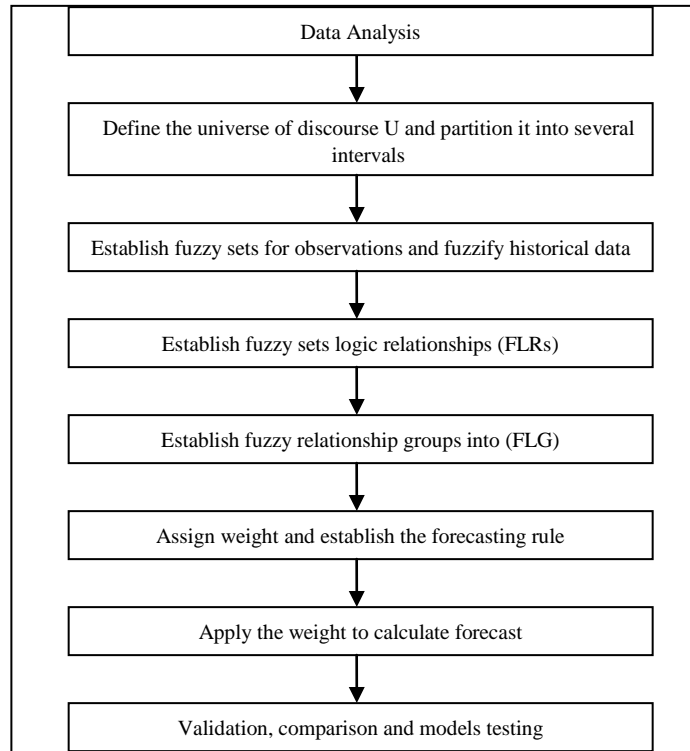 Data Analysis
Define the universe of discourse U and partition it into several
intervals
Establish fuzzy sets for observations and fuzzify historical data
Establish fuzzy sets logic relationships (FLRs)
Establish fuzzy relationship groups into (FLG)
Assign weight and establish the forecasting rule
Apply the weight to calculate forecast
Validation, comparison and models testing